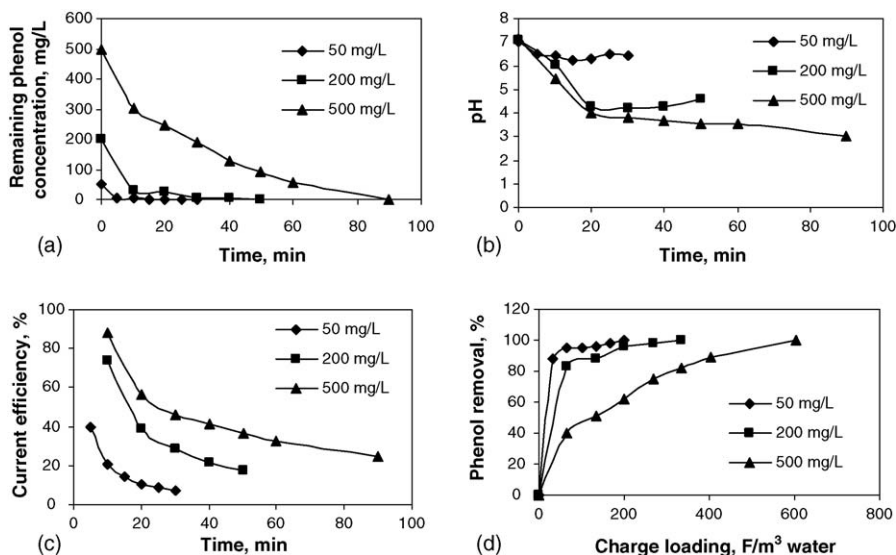 Remaining phenol
concentration, mg/L
600
500
400
300
200
100
0
0 20 40 60 80 100
50 mg/L
200 mg/L
500 mg/L
Time, min
(a)
pH
8
7
6
5
4
3
2
1
0
0 20 40 60 80 100
50 mg/L
200 mg/L
500 mg/L
Time, min
(b)
Current efficiency, %
100
80
60
40
20
0
0 20 40 60 80 100
50 mg/L
200 mg/L
500 mg/L
Time, min
(c)
Phenol removal, %
120
100
80
60
40
20
0
0 200 400 600 800
50 mg/L
200 mg/L
500 mg/L
Charge loading, F/m³ water
(d)